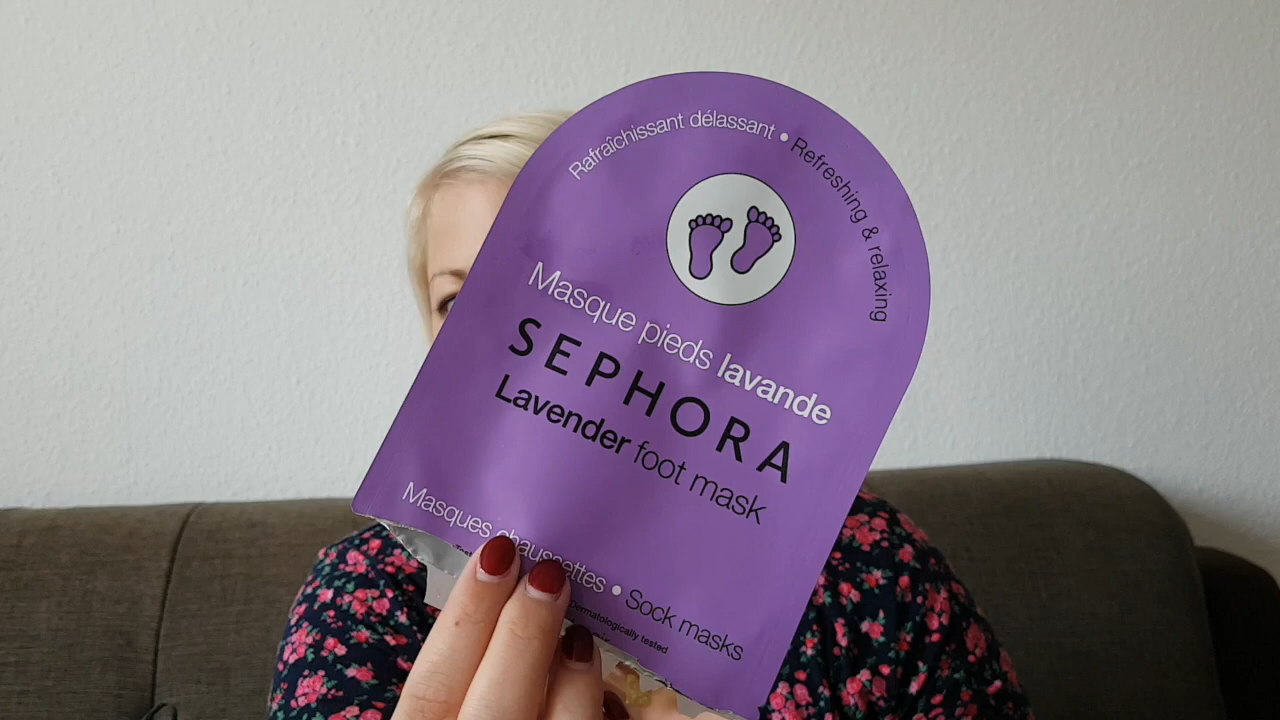 Rafraîchissant délassant • Refreshing & relaxing
Masque pieds lavande
SEPHORA
Lavender foot mask
Masques chaussettes • Sock masks
Dermatologically tested